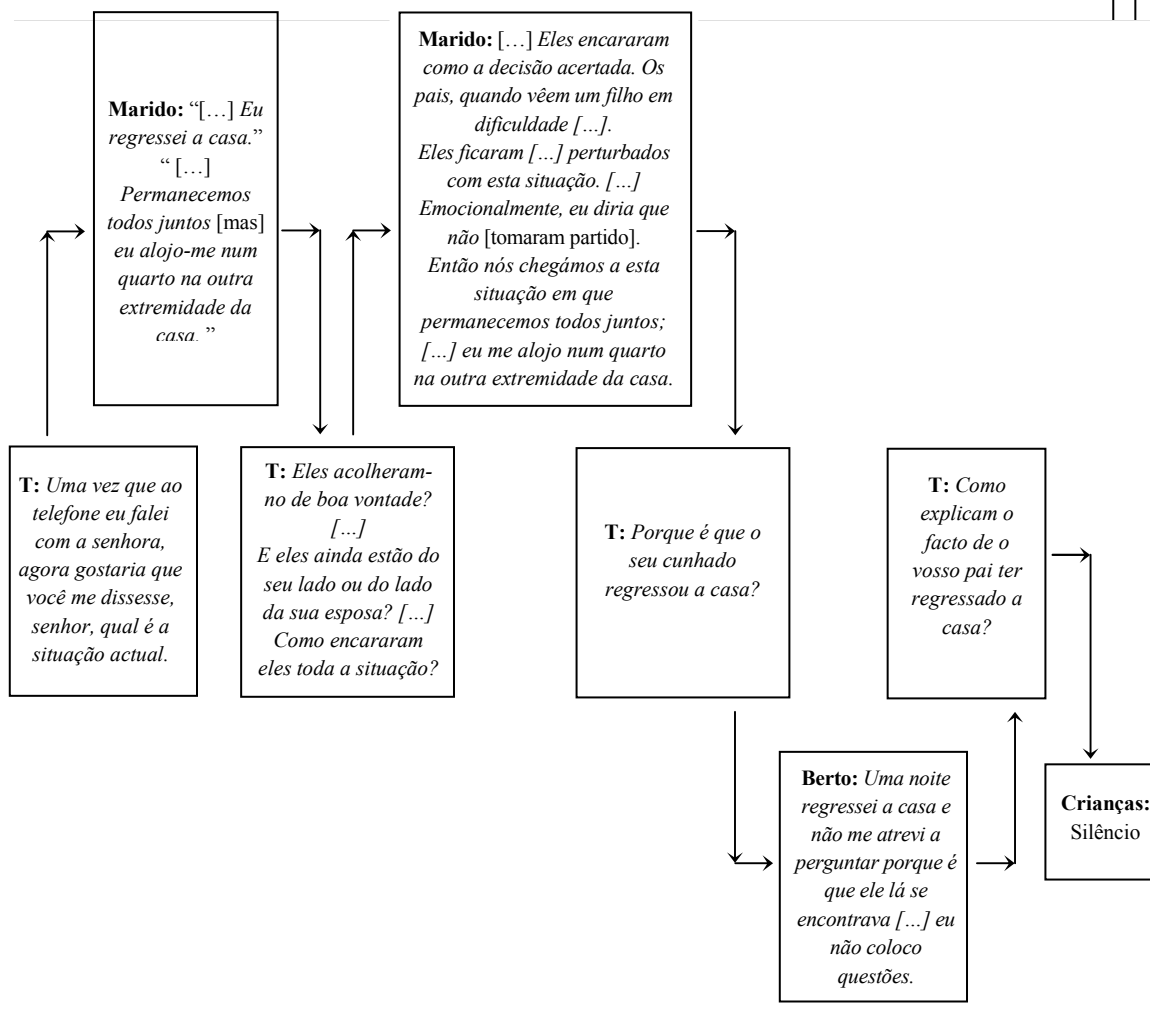 Marido: “[…] Eu
regressei a casa.”
“ […]
Permanecemos
todos juntos [mas]
eu alojo-me num
quarto na outra
extremidade da
casa. ”
Marido: […] Eles encararam
como a decisão acertada. Os
pais, quando vêem um filho em
dificuldade […].
Eles ficaram […] perturbados
com esta situação. […]
Emocionalmente, eu diria que
não [tomaram partido].
Então nós chegámos a esta
situação em que
permanecemos todos juntos;
[…] eu me alojo num quarto
na outra extremidade da casa.
T: Uma vez que ao
telefone eu falei
com a senhora,
agora gostaria que
você me dissesse,
senhor, qual é a
situação actual.
T: Eles acolheram-
no de boa vontade?
[…]
E eles ainda estão do
seu lado ou do lado
da sua esposa? […]
Como encararam
eles toda a situação?
T: Porque é que o
seu cunhado
regressou a casa?
T: Como
explicam o
facto de o
vosso pai ter
regressado a
casa?
Berto: Uma noite
regressei a casa e
não me atrevi a
perguntar porque é
que ele lá se
encontrava […] eu
não coloco
questões.
Crianças:
Silêncio